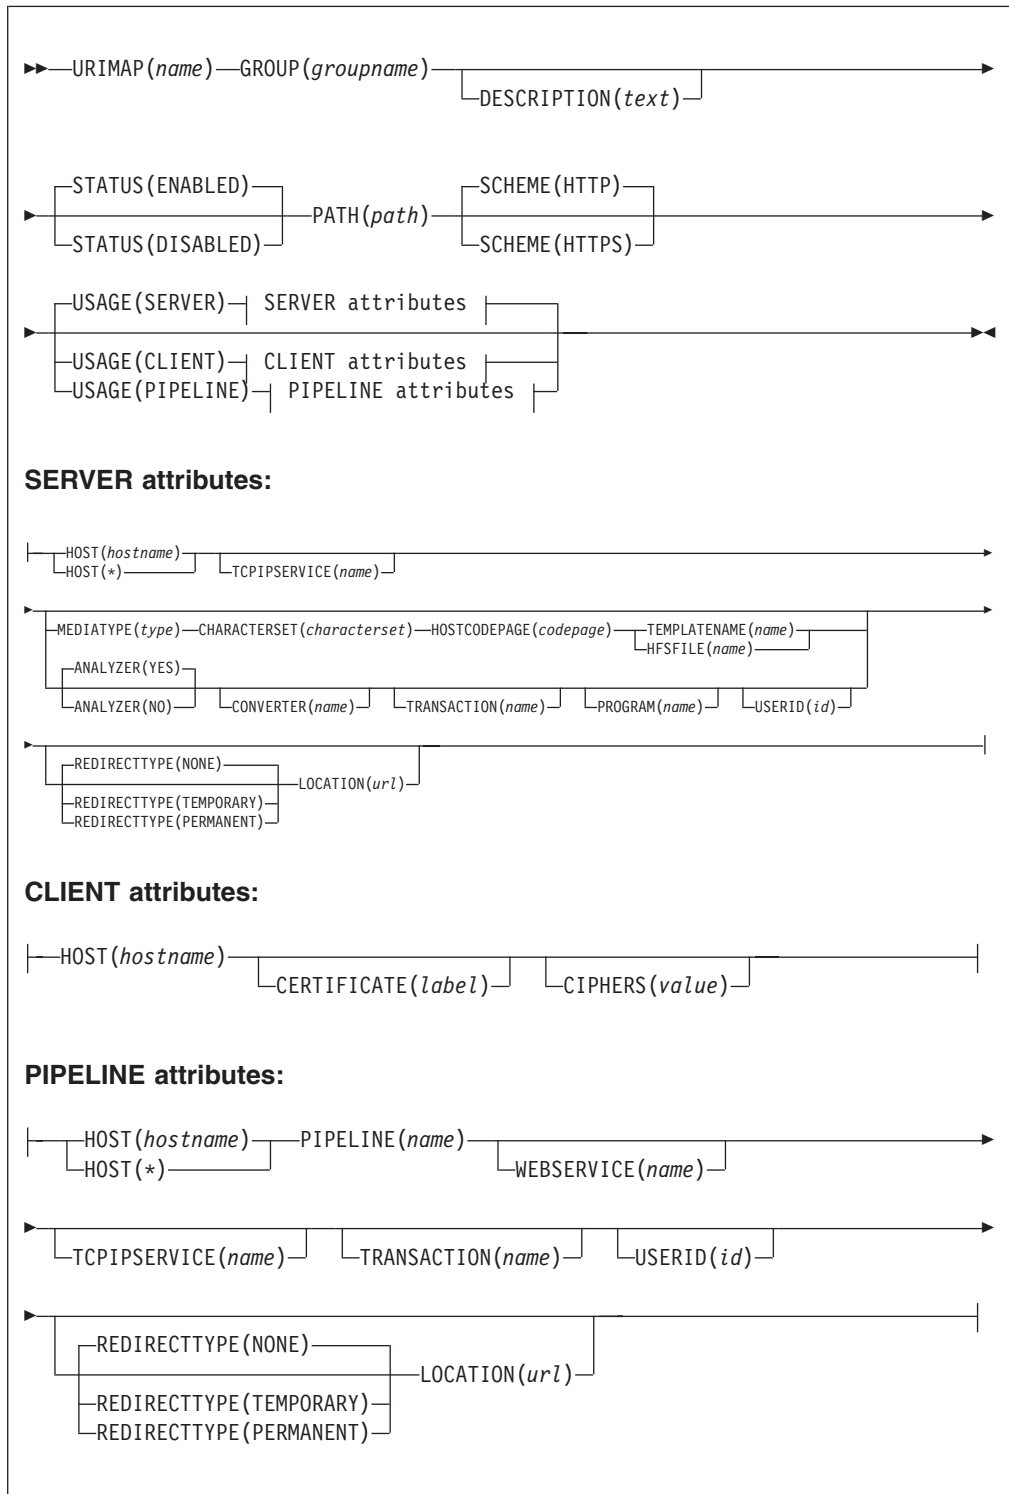 URIMAP(name) GROUP(groupname)
DESCRIPTION(text)
STATUS(ENABLED) SCHEME(HTTP)
PATH(path)
STATUS(DISABLED) SCHEME(HTTPS)
USAGE(SERVER) SERVER attributes
USAGE(CLIENT) CLIENT attributes
USAGE(PIPELINE) PIPELINE attributes
SERVER attributes:
HOST(hostname)
HOST(*) TCPIPSERVICE(name)
MEDIATYPE(type) CHARACTERSET(characterset) HOSTCODEPAGE(codepage) TEMPLATENAME(name)
HFSFILE(name)
ANALYZER(YES)
ANALYZER(NO) CONVERTER(name) TRANSACTION(name) PROGRAM(name) USERID(id)
REDIRECTTYPE(NONE)
LOCATION(url)
REDIRECTTYPE(TEMPORARY)
REDIRECTTYPE(PERMANENT)
CLIENT attributes:
HOST(hostname)
CERTIFICATE(label) CIPHERS(value)
PIPELINE attributes:
HOST(hostname) PIPELINE(name)
HOST(*) WEBSERVICE(name)
TCPIPSERVICE(name) TRANSACTION(name) USERID(id)
REDIRECTTYPE(NONE)
LOCATION(url)
REDIRECTTYPE(TEMPORARY)
REDIRECTTYPE(PERMANENT)